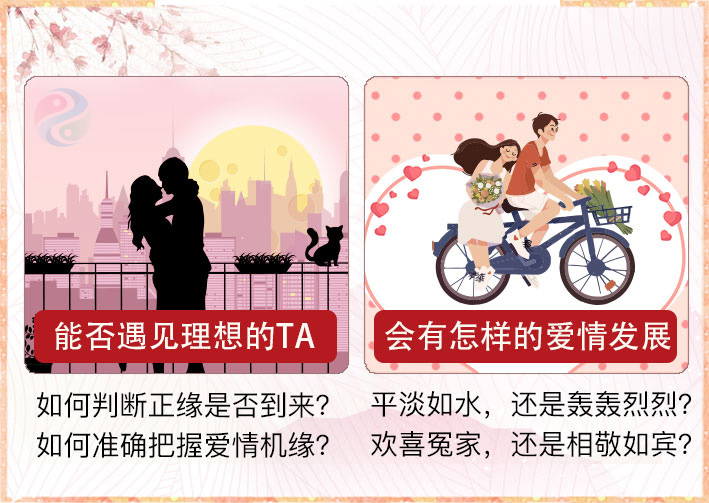 能否遇见理想的TA
如何判断正缘是否到来？
如何准确把握爱情机缘？
会有怎样的爱情发展
平淡如水，还是轰轰烈烈？
欢喜冤家，还是相敬如宾？